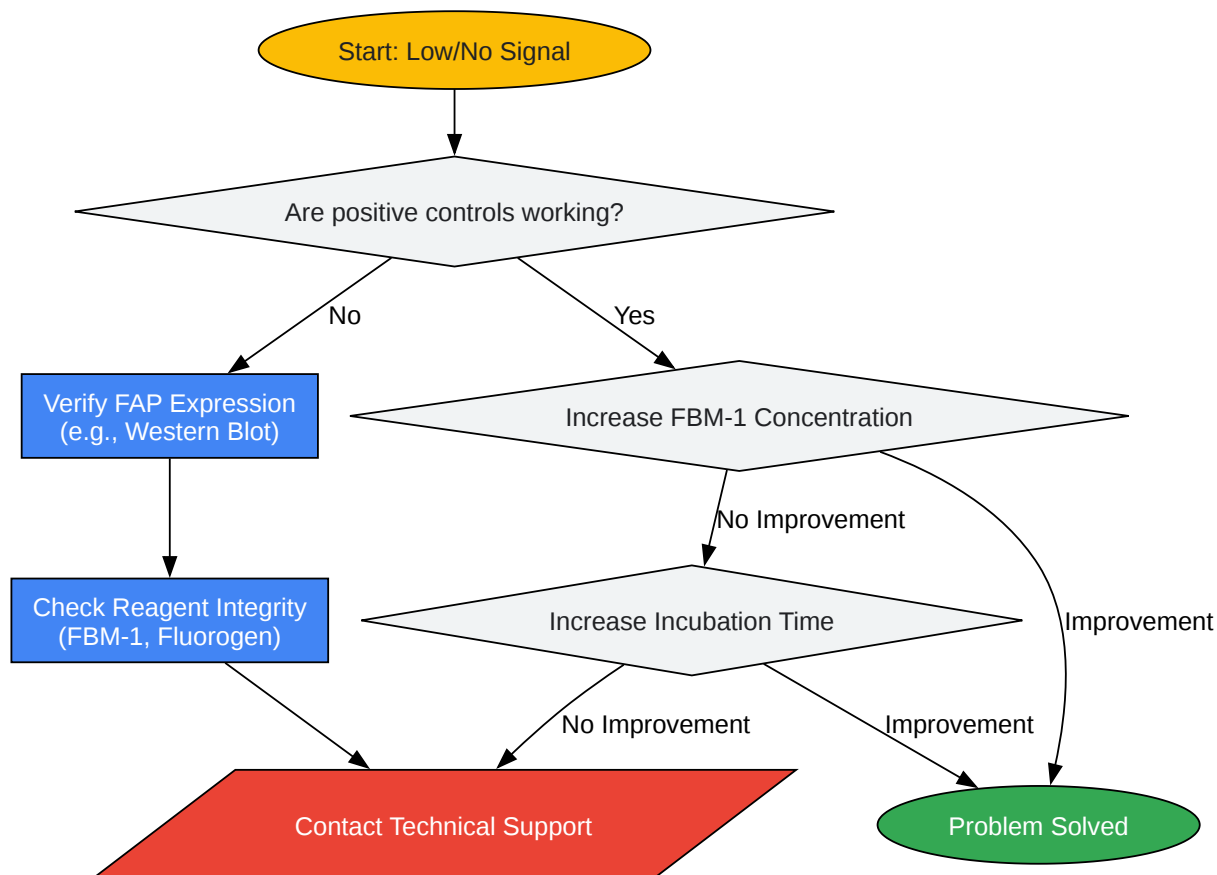 Start: Low/No Signal
Are positive controls working?
No
Yes
Verify FAP Expression
(e.g., Western Blot)
Increase FBM-1 Concentration
No Improvement
Check Reagent Integrity
(FBM-1, Fluorogen)
Increase Incubation Time
Improvement
No Improvement
Improvement
Contact Technical Support
Problem Solved